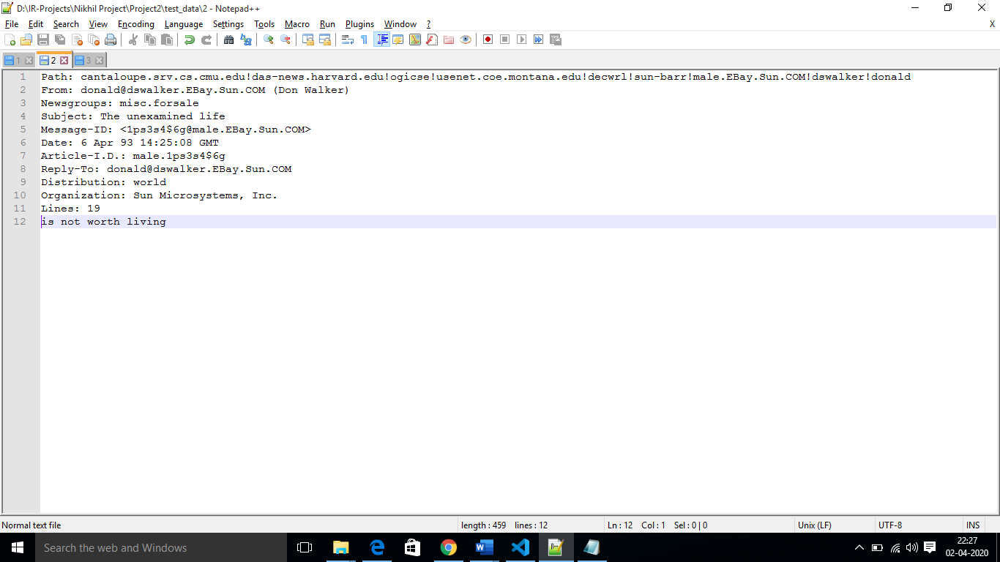 D:\IR-Projects\Nikhil Project\Project2\test_data\2 - Notepad++
File Edit Search View Encoding Language Settings Tools Macro Run Plugins Window ? X
1 2 3
1 Path: cantaloupe.srv.cs.cmu.edu!das-news.harvard.edu!ogicse!usenet.coe.montana.edu!decwrl!sun-barr!male.EBay.Sun.COM!dswalker!donald
2 From: donald@dswalker.EBay.Sun.COM (Don Walker)
3 Newsgroups: misc.forsale
4 Subject: The unexamined life
5 Message-ID: <1ps3s4$6g@male.EBay.Sun.COM>
6 Date: 6 Apr 93 14:25:08 GMT
7 Article-I.D.: male.1ps3s4$6g
8 Reply-To: donald@dswalker.EBay.Sun.COM
9 Distribution: world
10 Organization: Sun Microsystems, Inc.
11 Lines: 19
12 is not worth living
Normal text file length : 459 lines : 12 Ln : 12 Col : 1 Sel : 0 | 0 Unix (LF) UTF-8 INS
Search the web and Windows
22:27
02-04-2020